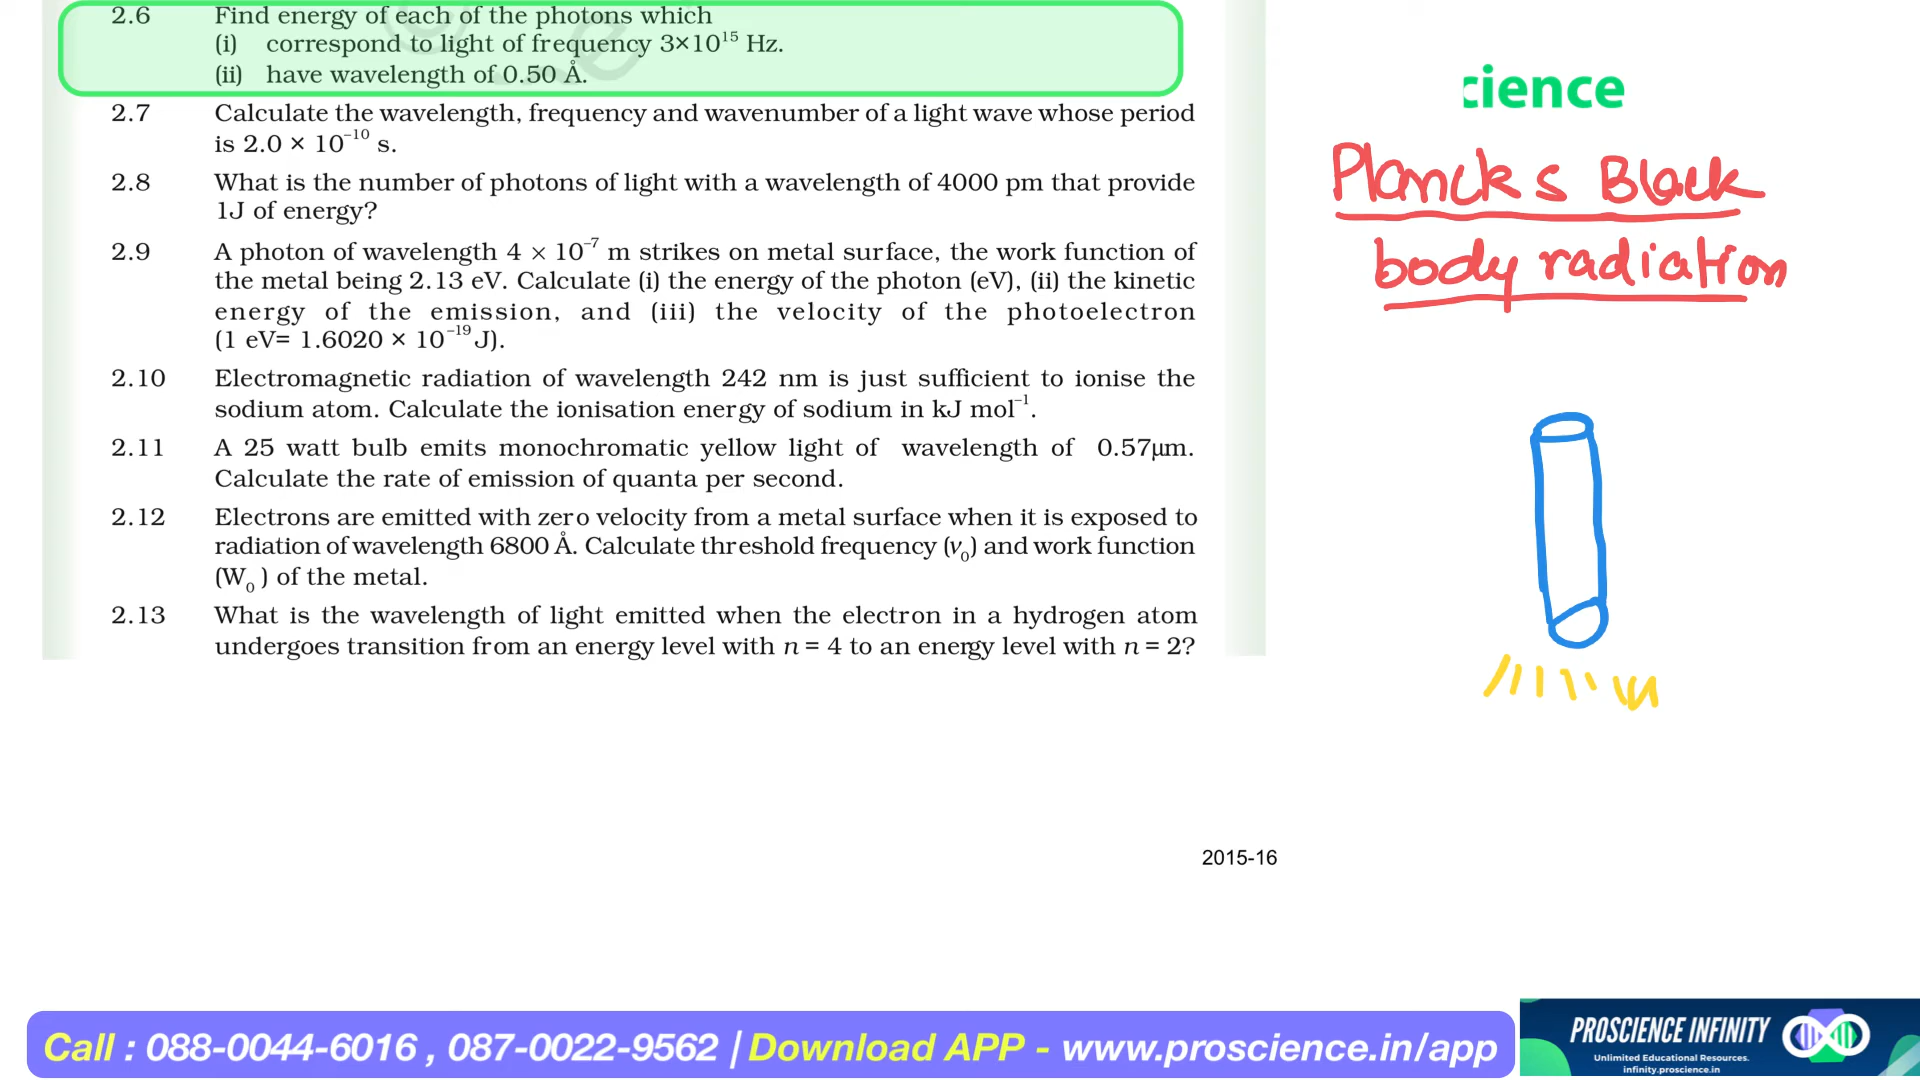 2.6 Find energy of each of the photons which
(i) correspond to light of frequency 3×10¹⁵ Hz.
(ii) have wavelength of 0.50 Å.
2.7 Calculate the wavelength, frequency and wavenumber of a light wave whose period
is 2.0 × 10⁻¹⁰ s.
2.8 What is the number of photons of light with a wavelength of 4000 pm that provide
1J of energy?
2.9 A photon of wavelength 4 × 10⁻⁷ m strikes on metal surface, the work function of
the metal being 2.13 eV. Calculate (i) the energy of the photon (eV), (ii) the kinetic
energy of the emission, and (iii) the velocity of the photoelectron
(1 eV= 1.6020 × 10⁻¹⁹ J).
2.10 Electromagnetic radiation of wavelength 242 nm is just sufficient to ionise the
sodium atom. Calculate the ionisation energy of sodium in kJ mol⁻¹.
2.11 A 25 watt bulb emits monochromatic yellow light of wavelength of 0.57μm.
Calculate the rate of emission of quanta per second.
2.12 Electrons are emitted with zero velocity from a metal surface when it is exposed to
radiation of wavelength 6800 Å. Calculate threshold frequency (ν₀) and work function
(W₀ ) of the metal.
2.13 What is the wavelength of light emitted when the electron in a hydrogen atom
undergoes transition from an energy level with n = 4 to an energy level with n = 2?
2015-16
cience
Plancks Black
body radiation
Call : 088-0044-6016 , 087-0022-9562 | Download APP - www.proscience.in/app
PROSCIENCE INFINITY
Unlimited Educational Resources.
infinity.proscience.in